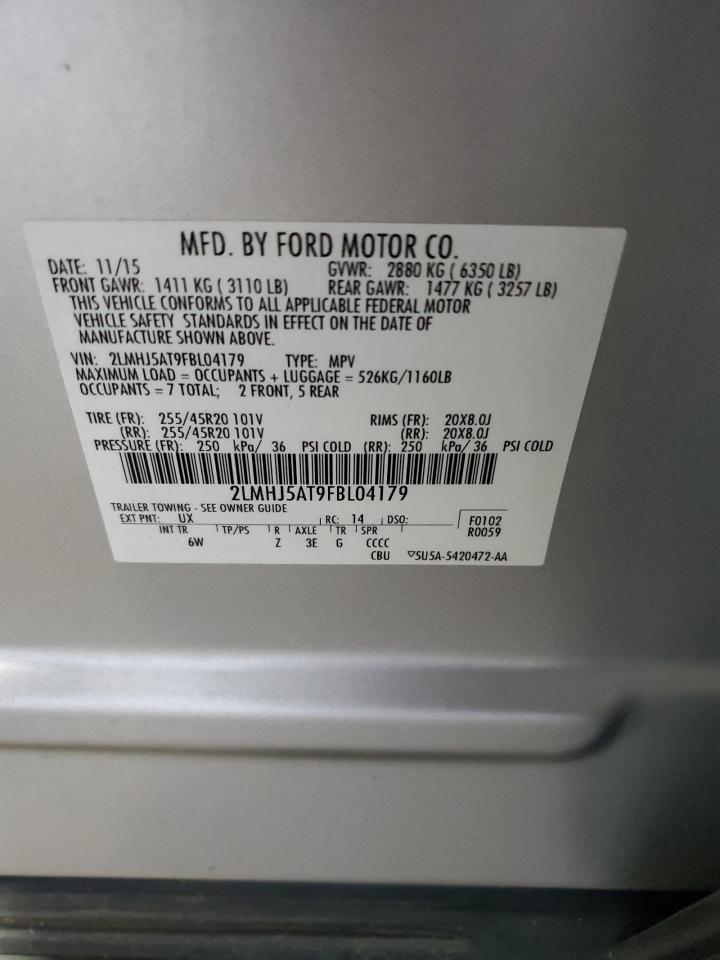 MFD. BY FORD MOTOR CO.
DATE: 11/15 GVWR: 2880 KG ( 6350 LB)
FRONT GAWR: 1411 KG ( 3110 LB) REAR GAWR: 1477 KG ( 3257 LB)
THIS VEHICLE CONFORMS TO ALL APPLICABLE FEDERAL MOTOR
VEHICLE SAFETY STANDARDS IN EFFECT ON THE DATE OF
MANUFACTURE SHOWN ABOVE.
VIN: 2LMHJ5AT9FBL04179 TYPE: MPV
MAXIMUM LOAD = OCCUPANTS + LUGGAGE = 526KG/1160LB
OCCUPANTS = 7 TOTAL; 2 FRONT, 5 REAR
TIRE (FR): 255/45R20 101V RIMS (FR): 20X8.0J
(RR): 255/45R20 101V (RR): 20X8.0J
PRESSURE (FR): 250 kPa/ 36 PSI COLD (RR): 250 kPa/ 36 PSI COLD
2LMHJ5AT9FBL04179
TRAILER TOWING - SEE OWNER GUIDE
EXT PNT: UX RC: 14 DSO: F0102
INT TR TP/PS R AXLE TR SPR R0059
6W Z 3E G CCCC
CBU ▽5U5A-5420472-AA